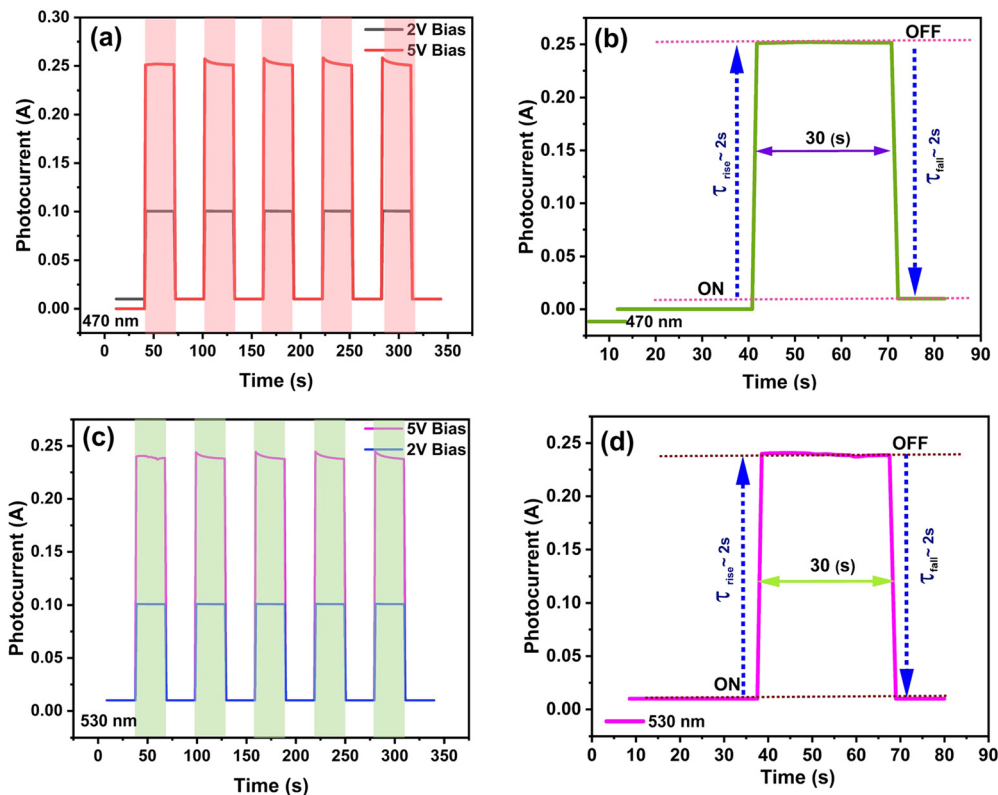 (a)
2V Bias
5V Bias
0.30
0.25
0.20
0.15
0.10
0.05
0.00
Photocurrent (A)
470 nm
0 50 100 150 200 250 300 350
Time (s)
(b)
OFF
0.25
0.20
0.15
0.10
0.05
0.00
Photocurrent (A)
τ rise ~ 2s
30 (s)
τfall ~ 2s
ON
470 nm
10 20 30 40 50 60 70 80 90
Time (s)
(c)
5V Bias
2V Bias
0.25
0.20
0.15
0.10
0.05
0.00
Photocurrent (A)
530 nm
0 50 100 150 200 250 300 350 400
Time (s)
(d)
OFF
0.25
0.20
0.15
0.10
0.05
0.00
Photocurrent (A)
τ rise ~ 2s
30 (s)
τfall ~ 2s
ON
530 nm
0 10 20 30 40 50 60 70 80 90
Time (s)